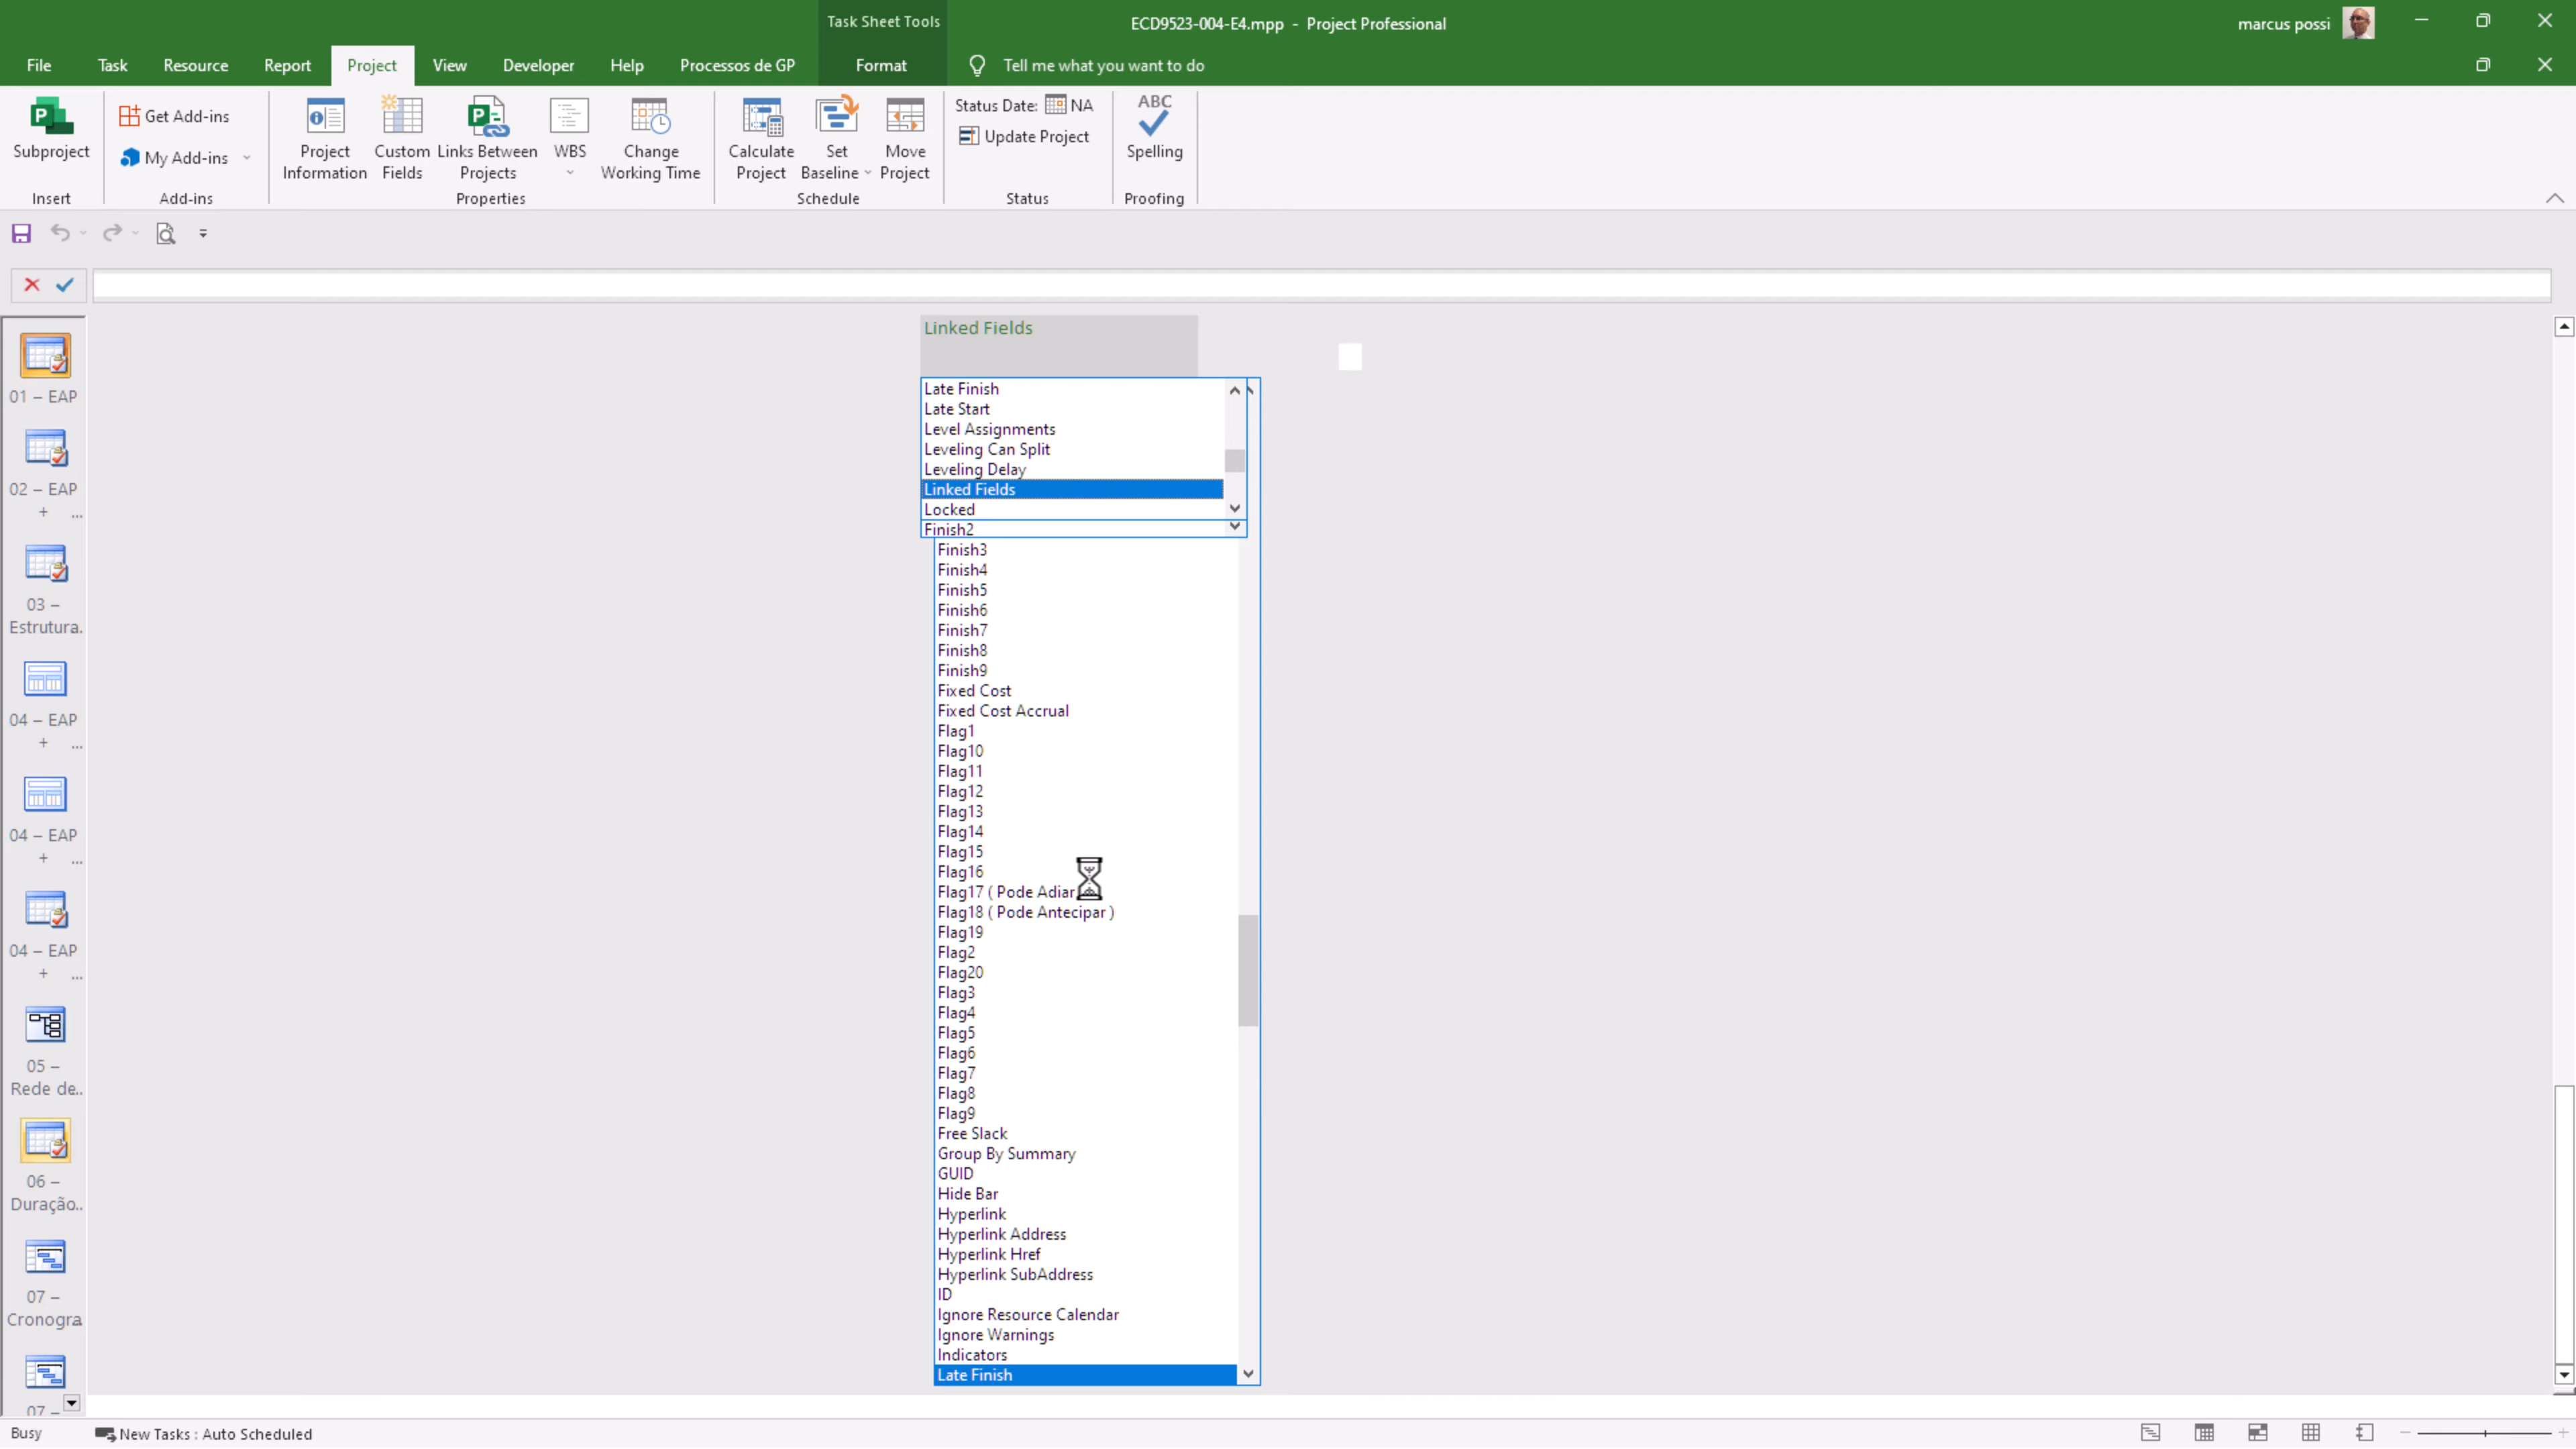 Task Sheet Tools
ECD9523-004-E4.mpp - Project Professional
marcus possi
File Task Resource Report Project View Developer Help Processos de GP Format Tell me what you want to do
Subproject
Insert
Get Add-ins
My Add-ins
Add-ins
Project Information
Custom Fields
Links Between Projects
WBS
Change Working Time
Properties
Calculate Project
Set Baseline
Move Project
Schedule
Status Date: NA
Update Project
Status
ABC
Spelling
Proofing
01 – EAP
02 – EAP
+ ...
03 –
Estrutura.
04 – EAP
+ ...
04 – EAP
+ ...
04 – EAP
+ ...
05 –
Rede de..
06 –
Duração..
07 –
Cronogra
07 –
Linked Fields
Late Finish
Late Start
Level Assignments
Leveling Can Split
Leveling Delay
Linked Fields
Locked
Finish2
Finish3
Finish4
Finish5
Finish6
Finish7
Finish8
Finish9
Fixed Cost
Fixed Cost Accrual
Flag1
Flag10
Flag11
Flag12
Flag13
Flag14
Flag15
Flag16
Flag17 ( Pode Adiar
Flag18 ( Pode Antecipar )
Flag19
Flag2
Flag20
Flag3
Flag4
Flag5
Flag6
Flag7
Flag8
Flag9
Free Slack
Group By Summary
GUID
Hide Bar
Hyperlink
Hyperlink Address
Hyperlink Href
Hyperlink SubAddress
ID
Ignore Resource Calendar
Ignore Warnings
Indicators
Late Finish
Busy New Tasks : Auto Scheduled